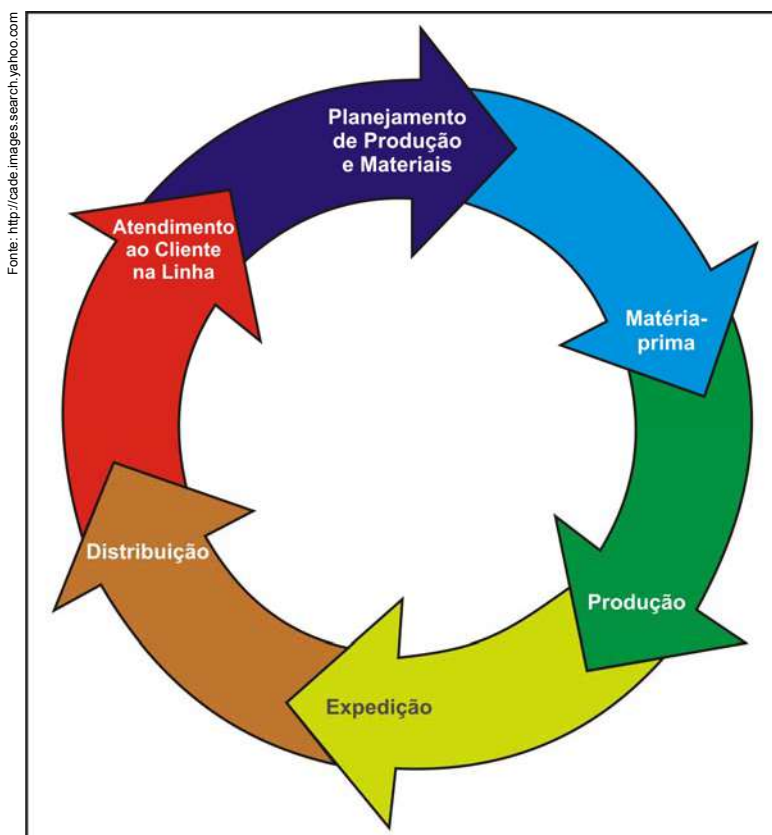 Fonte: http://cade.images.search.yahoo.com
Planejamento
de Produção
e Materiais
Matéria-
prima
Produção
Expedição
Distribuição
Atendimento
ao Cliente
na Linha